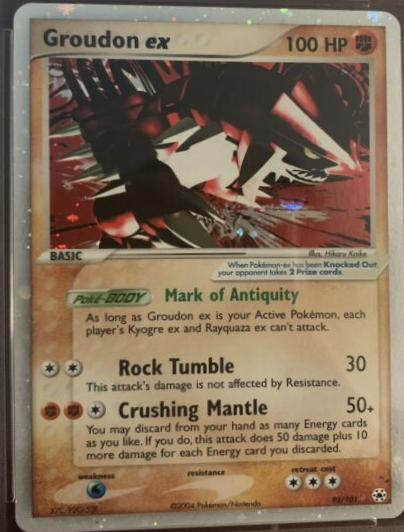 Groudon ex 100 HP
BASIC
Illus. Hikaru Koike
When Pokémon-ex has been Knocked Out,
your opponent takes 2 Prize cards.
Poké-BODY Mark of Antiquity
As long as Groudon ex is your Active Pokémon, each
player's Kyogre ex and Rayquaza ex can't attack.
Rock Tumble 30
This attack's damage is not affected by Resistance.
Crushing Mantle 50+
You may discard from your hand as many Energy cards
as you like. If you do, this attack does 50 damage plus 10
more damage for each Energy card you discarded.
weakness resistance retreat cost
©2004 Pokémon/Nintendo
93/101